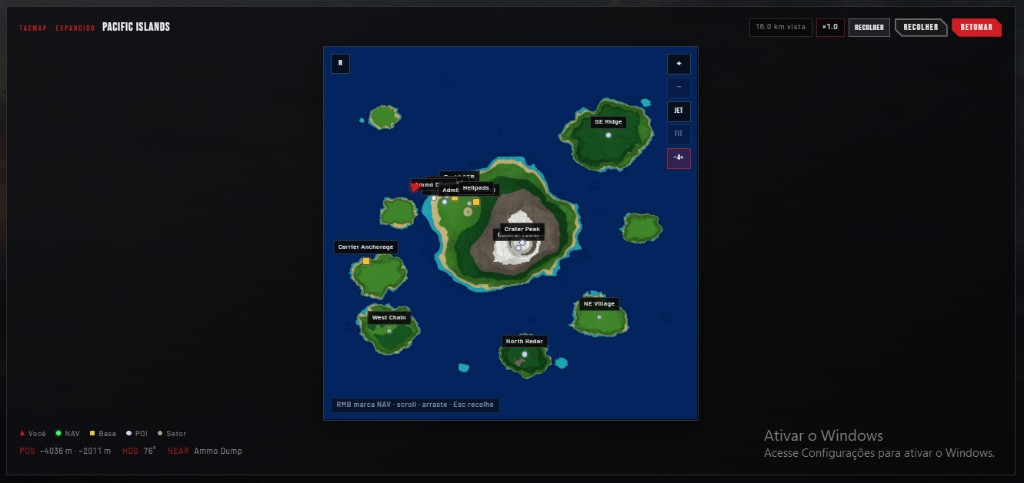 TACMAP · EXPANDIDO PACIFIC ISLANDS
16.0 km vista ×1.0 RECOLHER RECOLHER RETOMAR
N
+
−
JET
FIT
SE Ridge
Ammo
Helipads
Crater Peak
Carrier Anchorage
NE Village
West Chain
North Radar
RMB marca NAV · scroll · arraste · Esc recolhe
Você NAV Base POI Setor
POS −4036 m · −2011 m HDG 76° NEAR Ammo Dump
Ativar o Windows
Acesse Configurações para ativar o Windows.